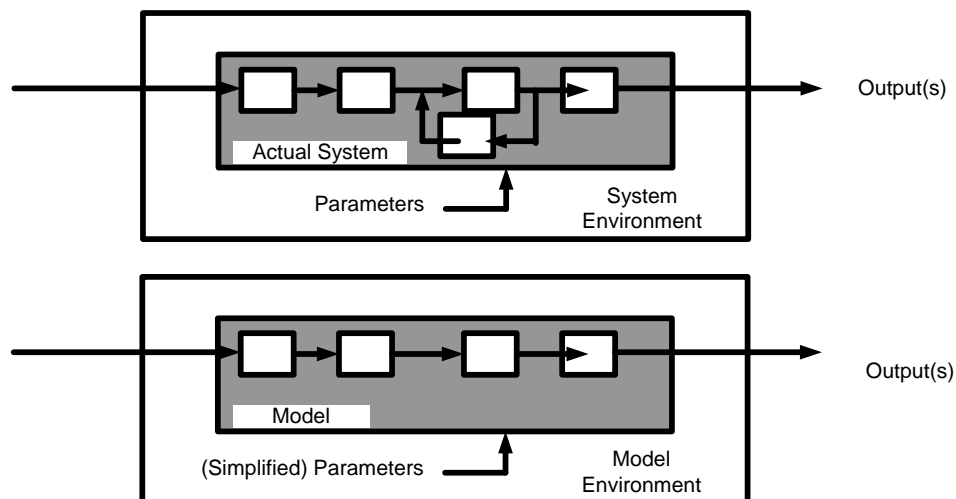 Output(s)
Actual System
Parameters
System
Environment
Output(s)
Model
(Simplified) Parameters
Model
Environment